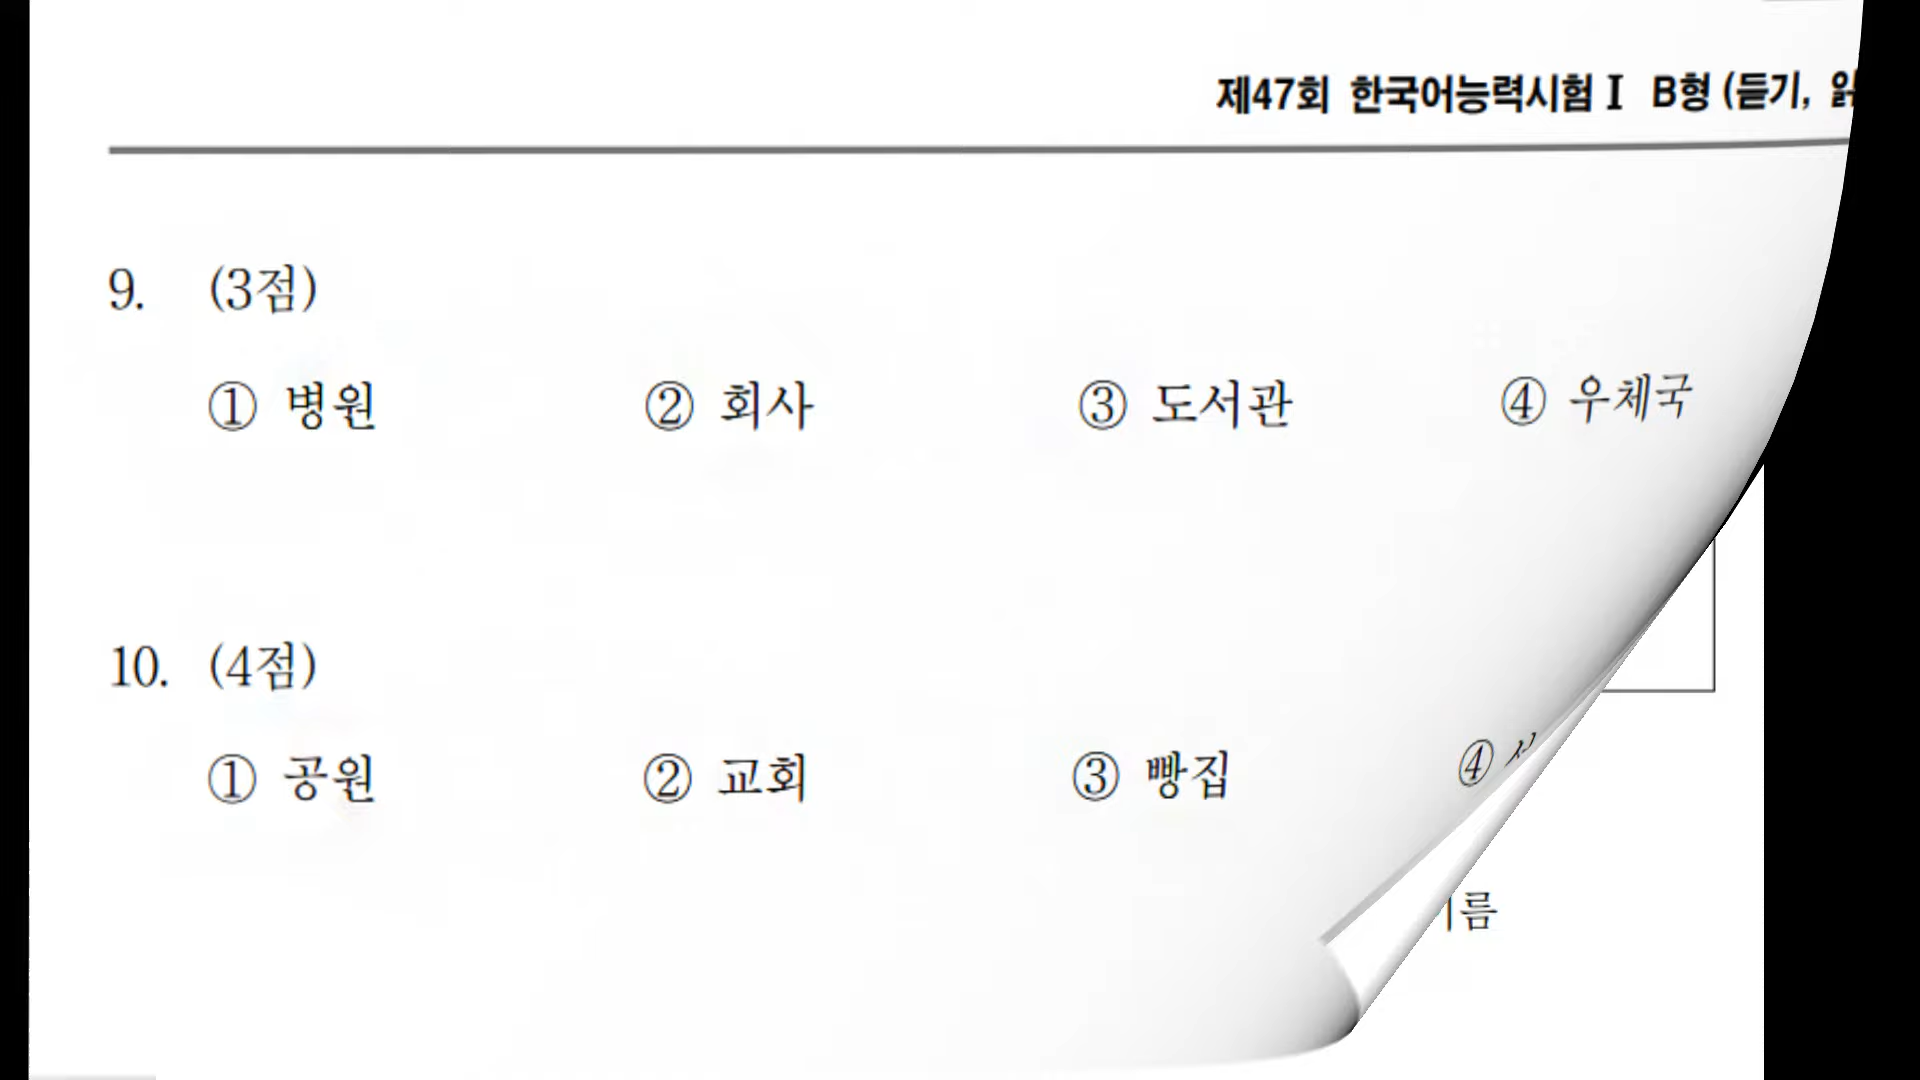 제47회 한국어능력시험 I B형 (듣기,
9. (3점)
① 병원 ② 회사 ③ 도서관 ④ 우체국
10. (4점)
① 공원 ② 교회 ③ 빵집 ④